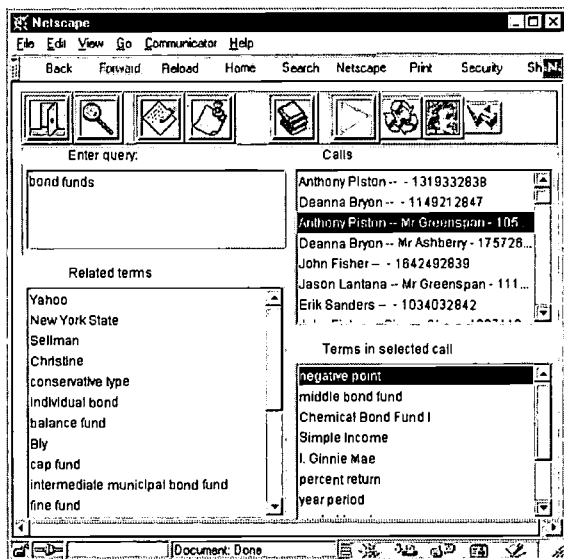 Netscape
File Edit View Go Communicator Help
Back Forward Reload Home Search Netscape Print Security Sh
N
Enter query:
bond funds
Calls
Anthony Piston -- - 1319332838
Deanna Bryon -- - 1149212847
Anthony Piston -- Mr Greenspan - 105...
Deanna Bryon -- Mr Ashberry - 175728...
John Fisher -- - 1642492839
Jason Lantana -- Mr Greenspan - 111...
Erik Sanders -- - 1034032842
Related terms
Yahoo
New York State
Sellman
Christine
conservative type
individual bond
balance fund
Bly
cap fund
intermediate municipal bond fund
fine fund
Terms in selected call
negative point
middle bond fund
Chemical Bond Fund I
Simple Income
I. Ginnie Mae
percent return
year period
Document: Done